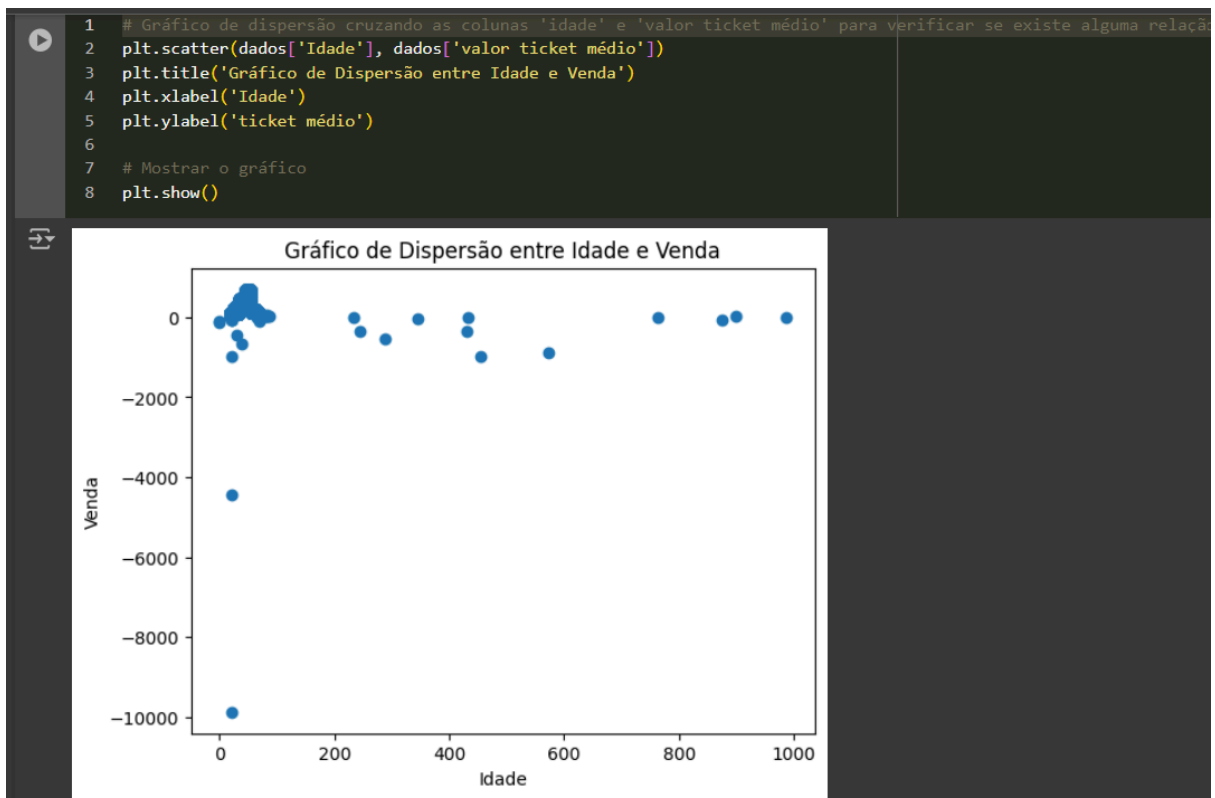 1 # Gráfico de dispersão cruzando as colunas 'idade' e 'valor ticket médio' para verificar se existe alguma relação
2 plt.scatter(dados['Idade'], dados['valor ticket médio'])
3 plt.title('Gráfico de Dispersão entre Idade e Venda')
4 plt.xlabel('Idade')
5 plt.ylabel('ticket médio')
6
7 # Mostrar o gráfico
8 plt.show()
Gráfico de Dispersão entre Idade e Venda
0
−2000
−4000
−6000
−8000
−10000
Venda
0 200 400 600 800 1000
Idade